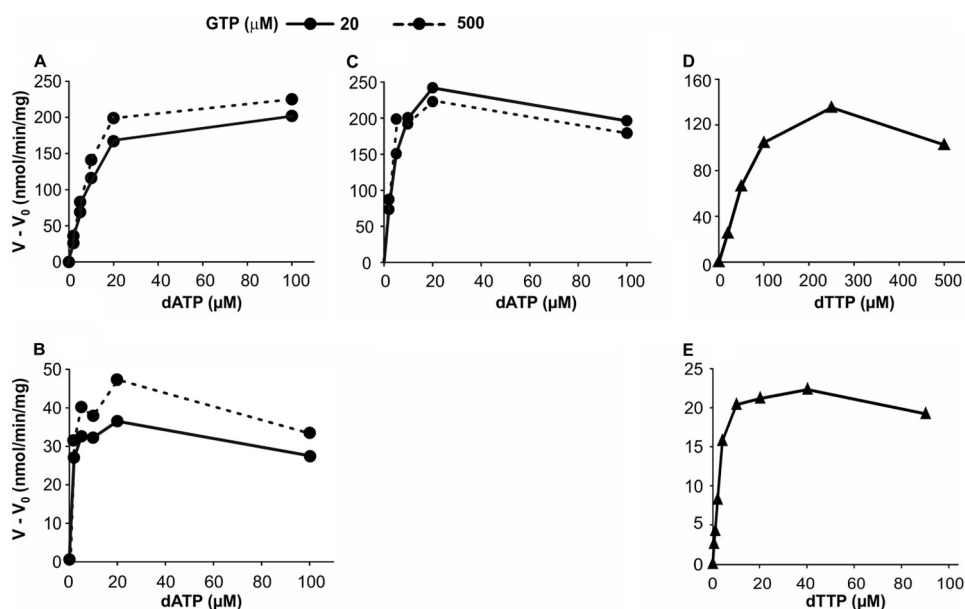 GTP (µM) 20 500
A
V - V0 (nmol/min/mg)
250
200
150
100
50
0
0 20 40 60 80 100
dATP (µM)
C
250
200
150
100
50
0
0 20 40 60 80 100
dATP (µM)
D
160
120
80
40
0
0 100 200 300 400 500
dTTP (µM)
B
V - V0 (nmol/min/mg)
50
40
30
20
10
0
0 20 40 60 80 100
dATP (µM)
E
25
20
15
10
5
0
0 20 40 60 80 100
dTTP (µM)